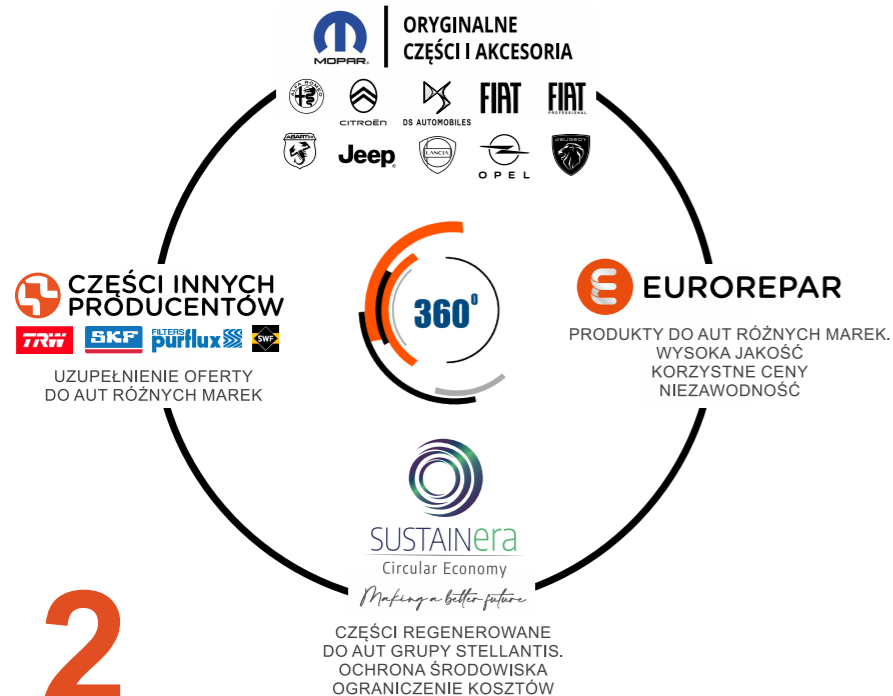 MOPAR®
ORYGINALNE
CZĘŚCI I AKCESORIA
ALFA ROMEO
CITROËN
DS AUTOMOBILES
FIAT
FIAT
PROFESSIONAL
ABARTH
Jeep®
LANCIA
OPEL
PEUGEOT
CZĘŚCI INNYCH
PRODUCENTÓW
TRW
SKF
FILTERS
purflux
SWF
UZUPEŁNIENIE OFERTY
DO AUT RÓŻNYCH MAREK
360°
EUROREPAR
PRODUKTY DO AUT RÓŻNYCH MAREK.
WYSOKA JAKOŚĆ
KORZYSTNE CENY
NIEZAWODNOŚĆ
SUSTAINera
Circular Economy
Making a better future
CZĘŚCI REGENEROWANE
DO AUT GRUPY STELLANTIS.
OCHRONA ŚRODOWISKA
OGRANICZENIE KOSZTÓW
2